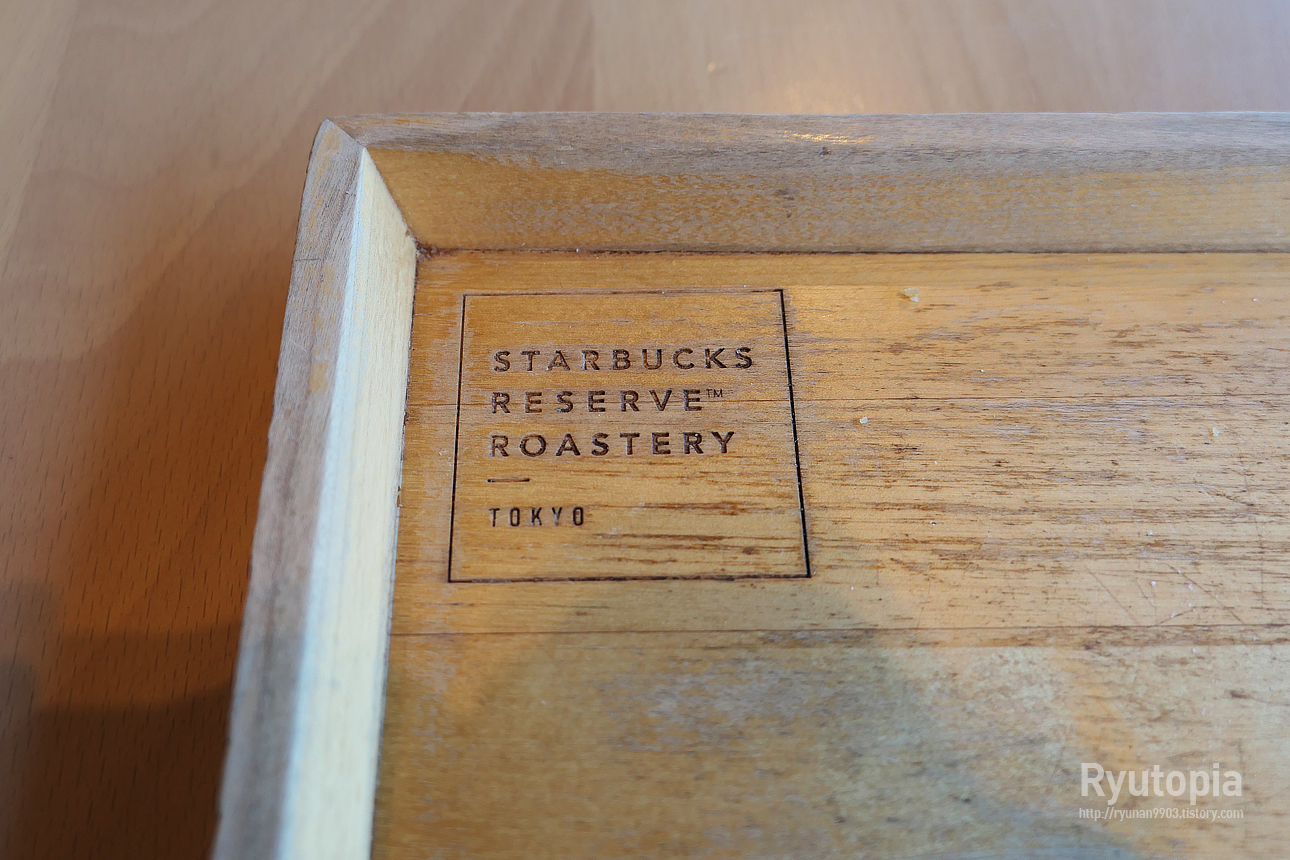 STARBUCKS
RESERVE™
ROASTERY
TOKYO
Ryutopia
http://ryunan9903.tistory.com